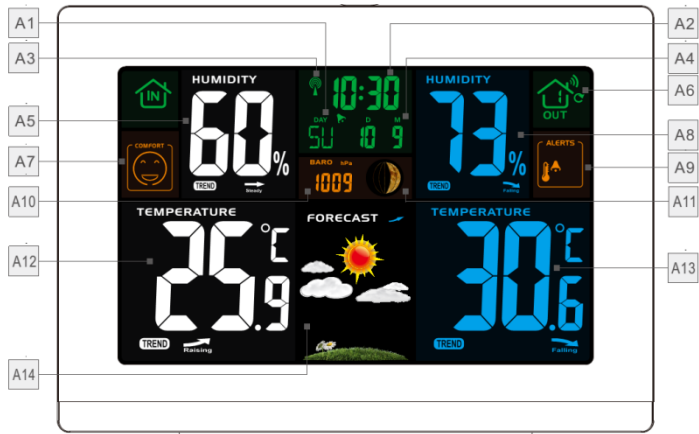 A1
A2
A3
A4
A5
A6
A7
A8
A9
A10
A11
A12
A13
A14
IN
HUMIDITY
60%
TREND
Steady
10:30
DAY D M
SU 10 9
HUMIDITY
73%
TREND
Falling
1
OUT
COMFORT
BARO hPa
1009
ALERTS
TEMPERATURE
25.9°C
TREND
Raising
FORECAST
TEMPERATURE
30.6°C
TREND
Falling